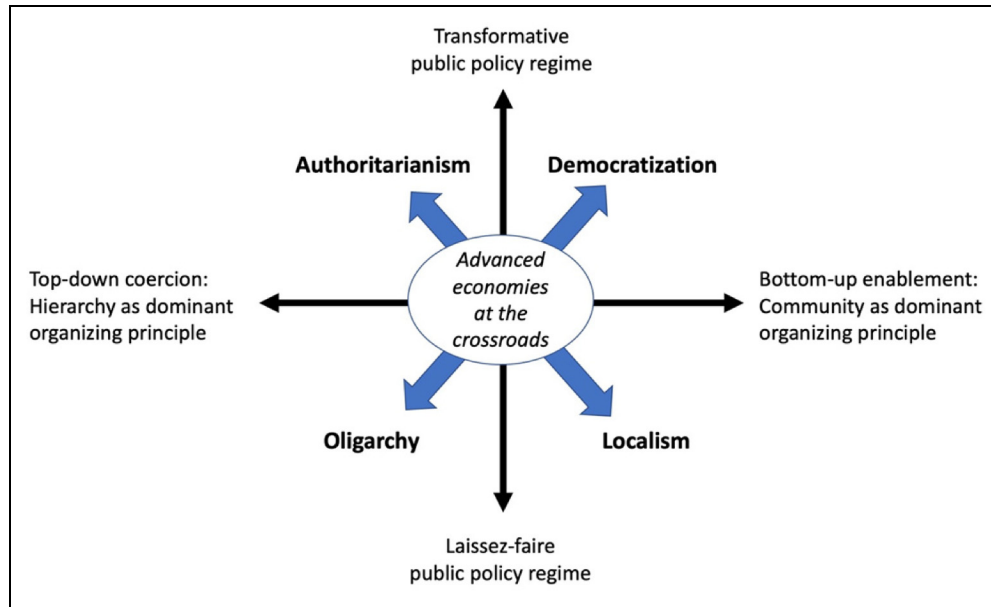 Transformative
public policy regime
Authoritarianism
Democratization
Top-down coercion:
Hierarchy as dominant
organizing principle
Advanced
economies
at the
crossroads
Bottom-up enablement:
Community as dominant
organizing principle
Oligarchy
Localism
Laissez-faire
public policy regime